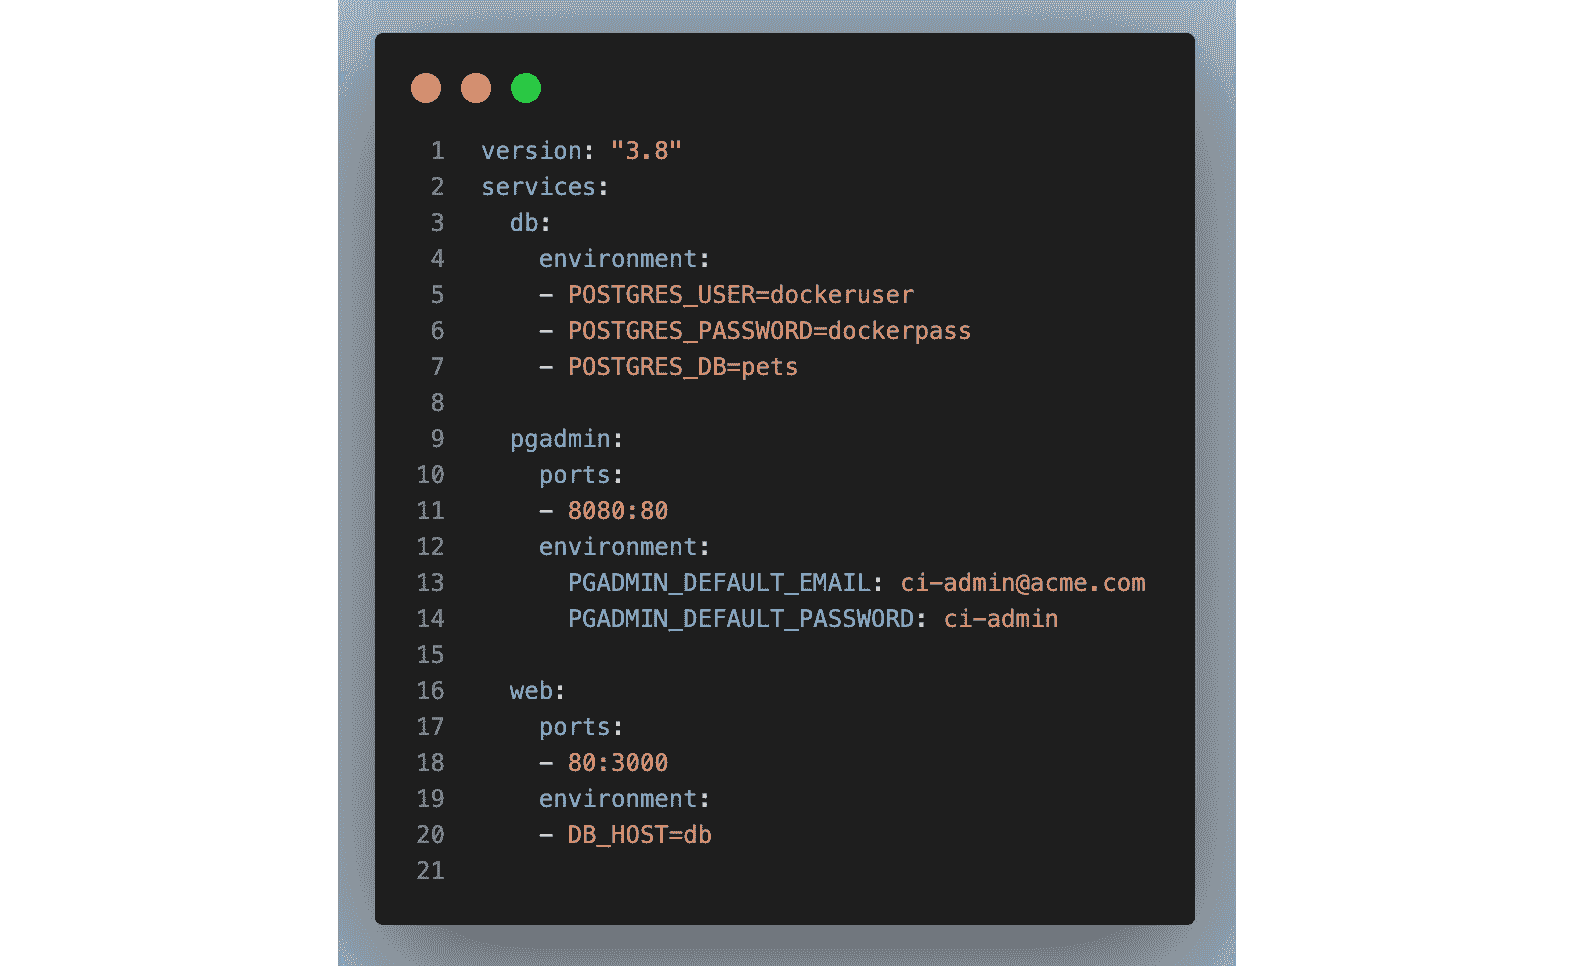 1 version: "3.8"
2 services:
3   db:
4     environment:
5     - POSTGRES_USER=dockeruser
6     - POSTGRES_PASSWORD=dockerpass
7     - POSTGRES_DB=pets
8
9   pgadmin:
10     ports:
11     - 8080:80
12     environment:
13       PGADMIN_DEFAULT_EMAIL: ci-admin@acme.com
14       PGADMIN_DEFAULT_PASSWORD: ci-admin
15
16   web:
17     ports:
18     - 80:3000
19     environment:
20     - DB_HOST=db
21